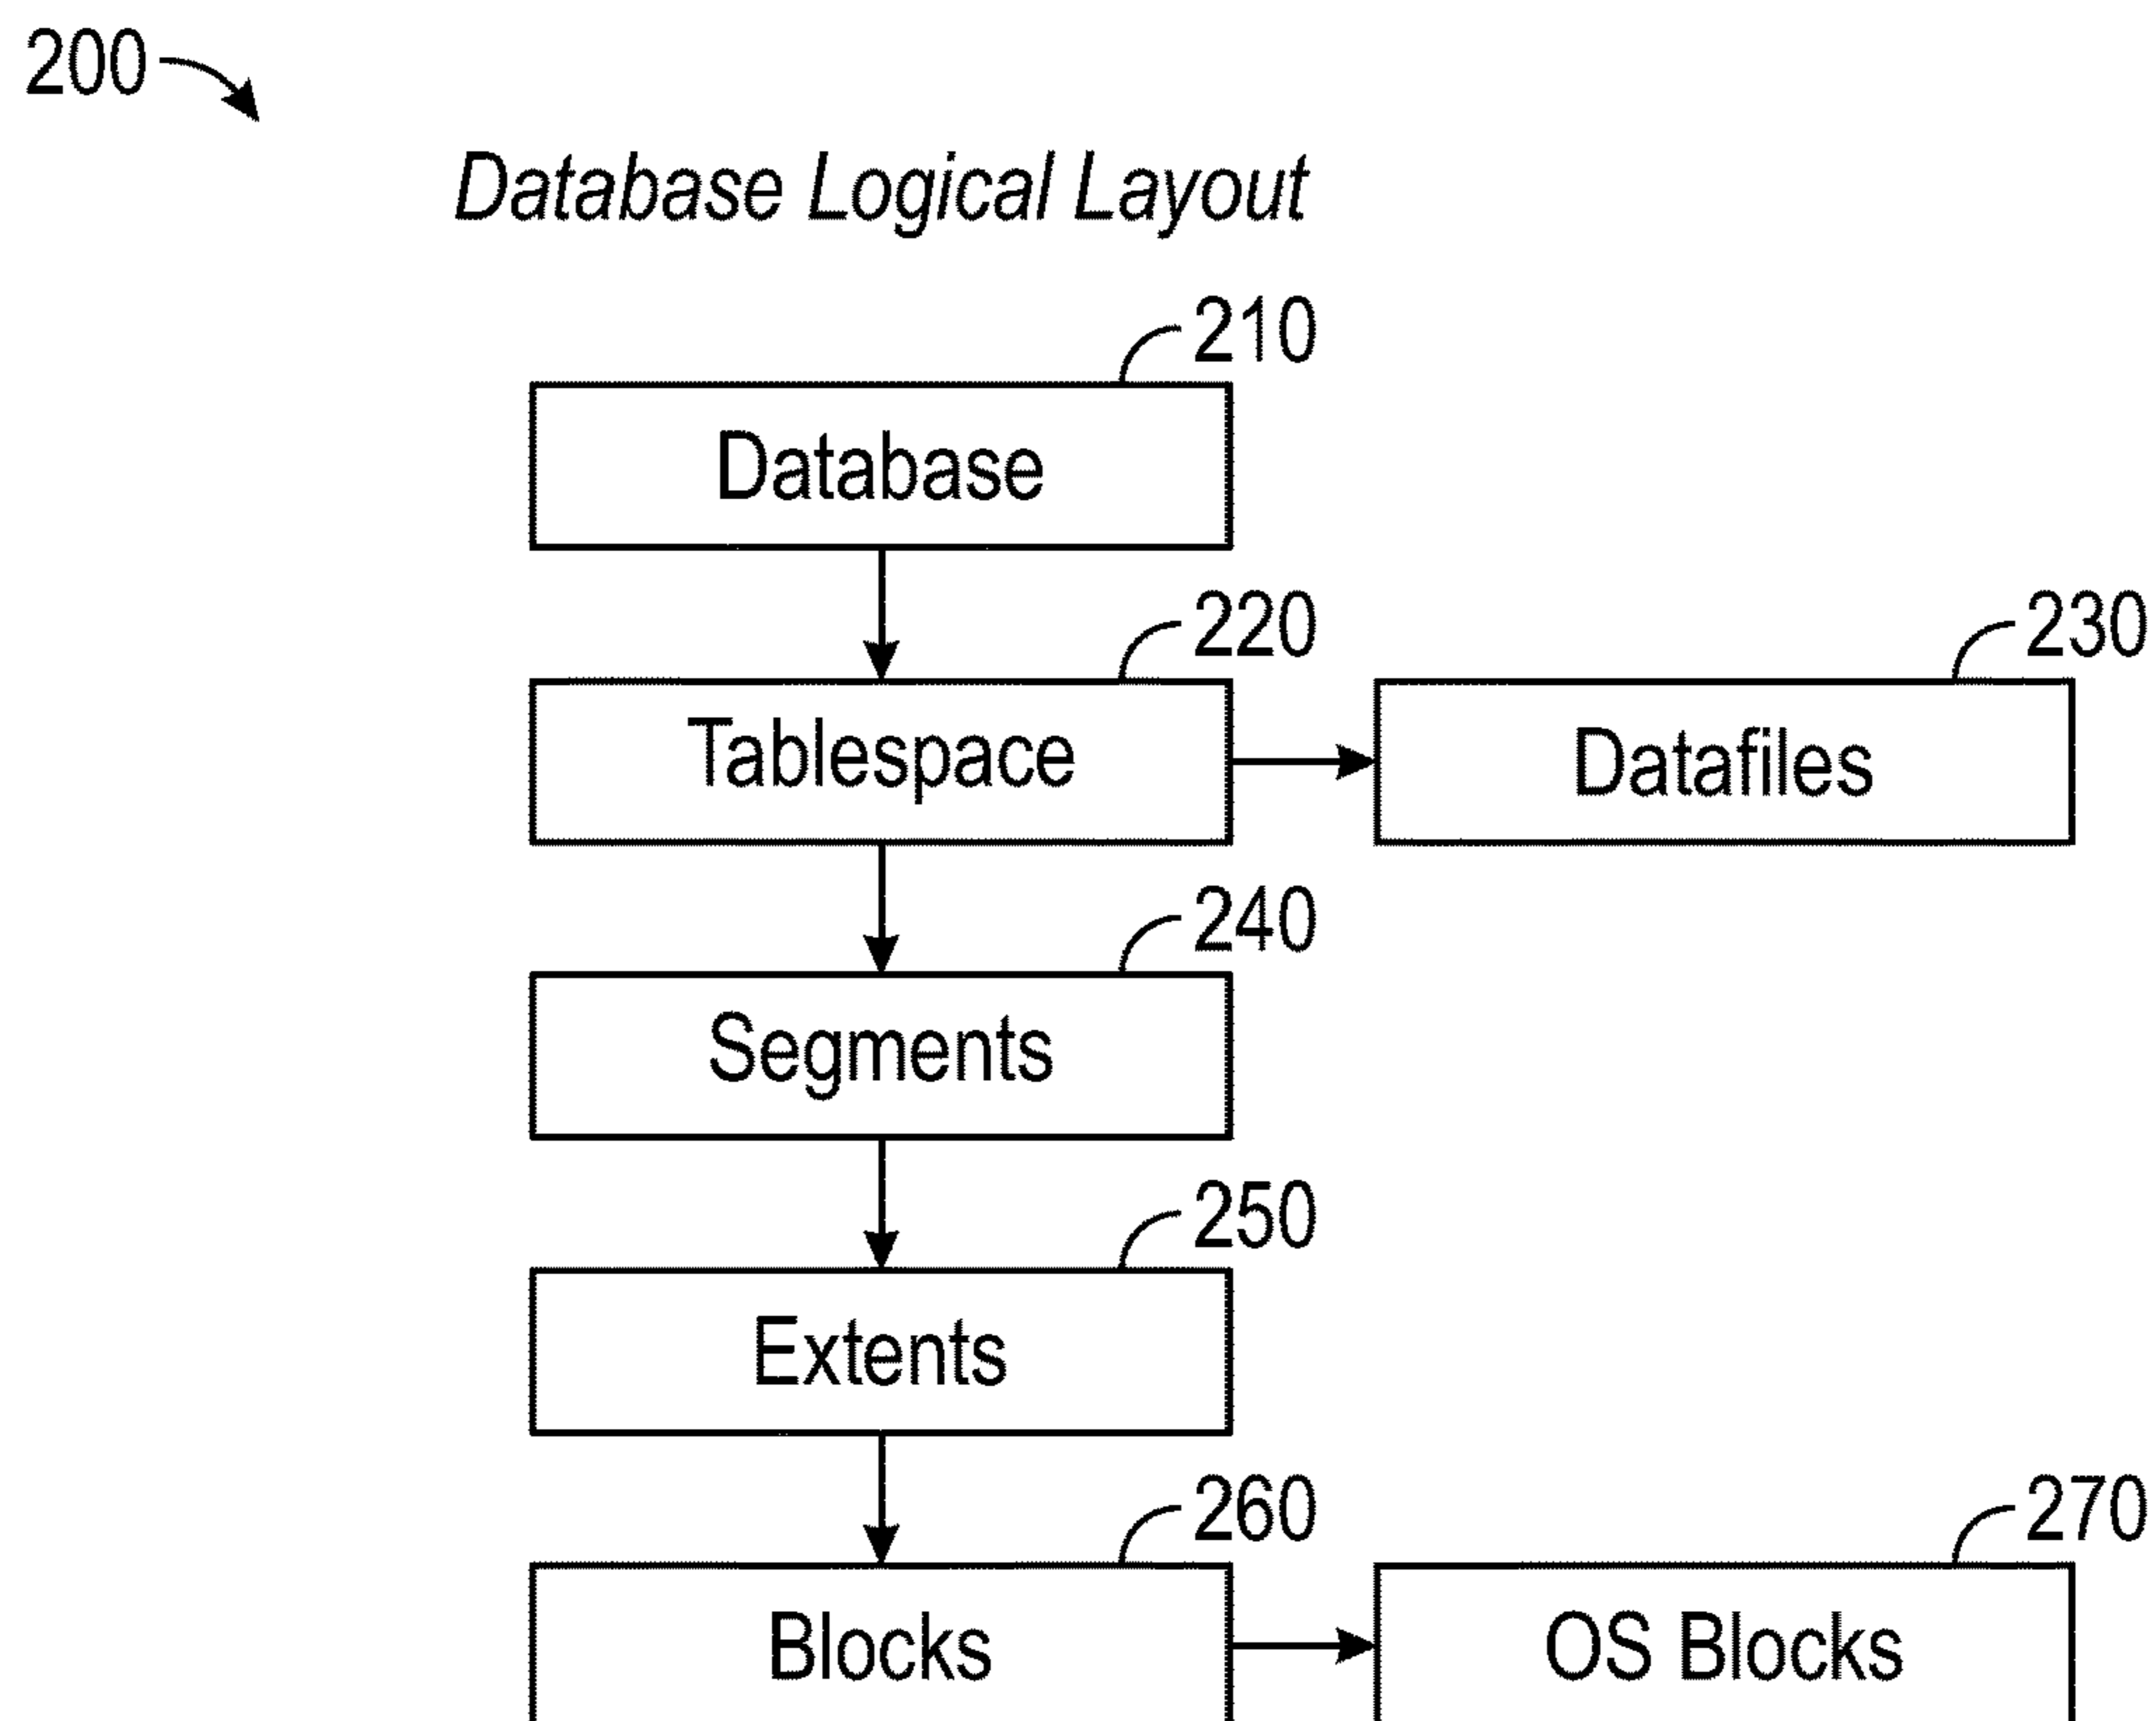 200
Database Logical Layout
210
Database
220
230
Tablespace
Datafiles
240
Segments
250
Extents
260
270
Blocks
OS Blocks